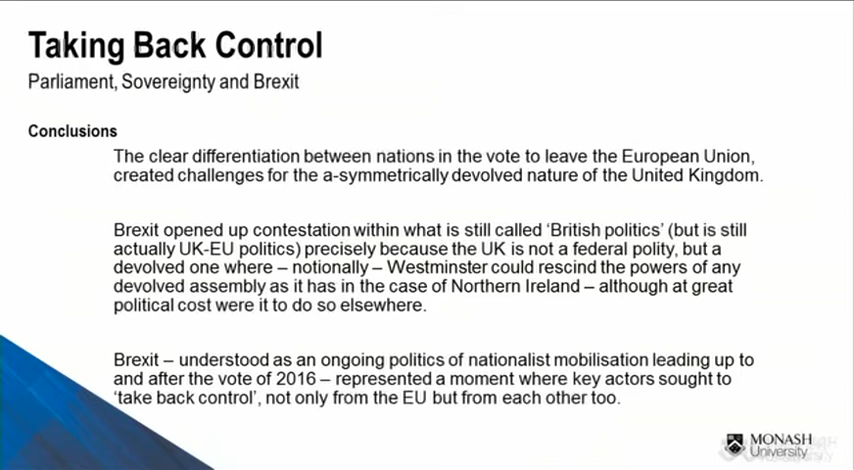 Taking Back Control
Parliament, Sovereignty and Brexit
Conclusions
The clear differentiation between nations in the vote to leave the European Union,
created challenges for the a-symmetrically devolved nature of the United Kingdom.
Brexit opened up contestation within what is still called ‘British politics’ (but is still
actually UK-EU politics) precisely because the UK is not a federal polity, but a
devolved one where – notionally – Westminster could rescind the powers of any
devolved assembly as it has in the case of Northern Ireland – although at great
political cost were it to do so elsewhere.
Brexit – understood as an ongoing politics of nationalist mobilisation leading up to
and after the vote of 2016 – represented a moment where key actors sought to
‘take back control’, not only from the EU but from each other too.
MONASH
University